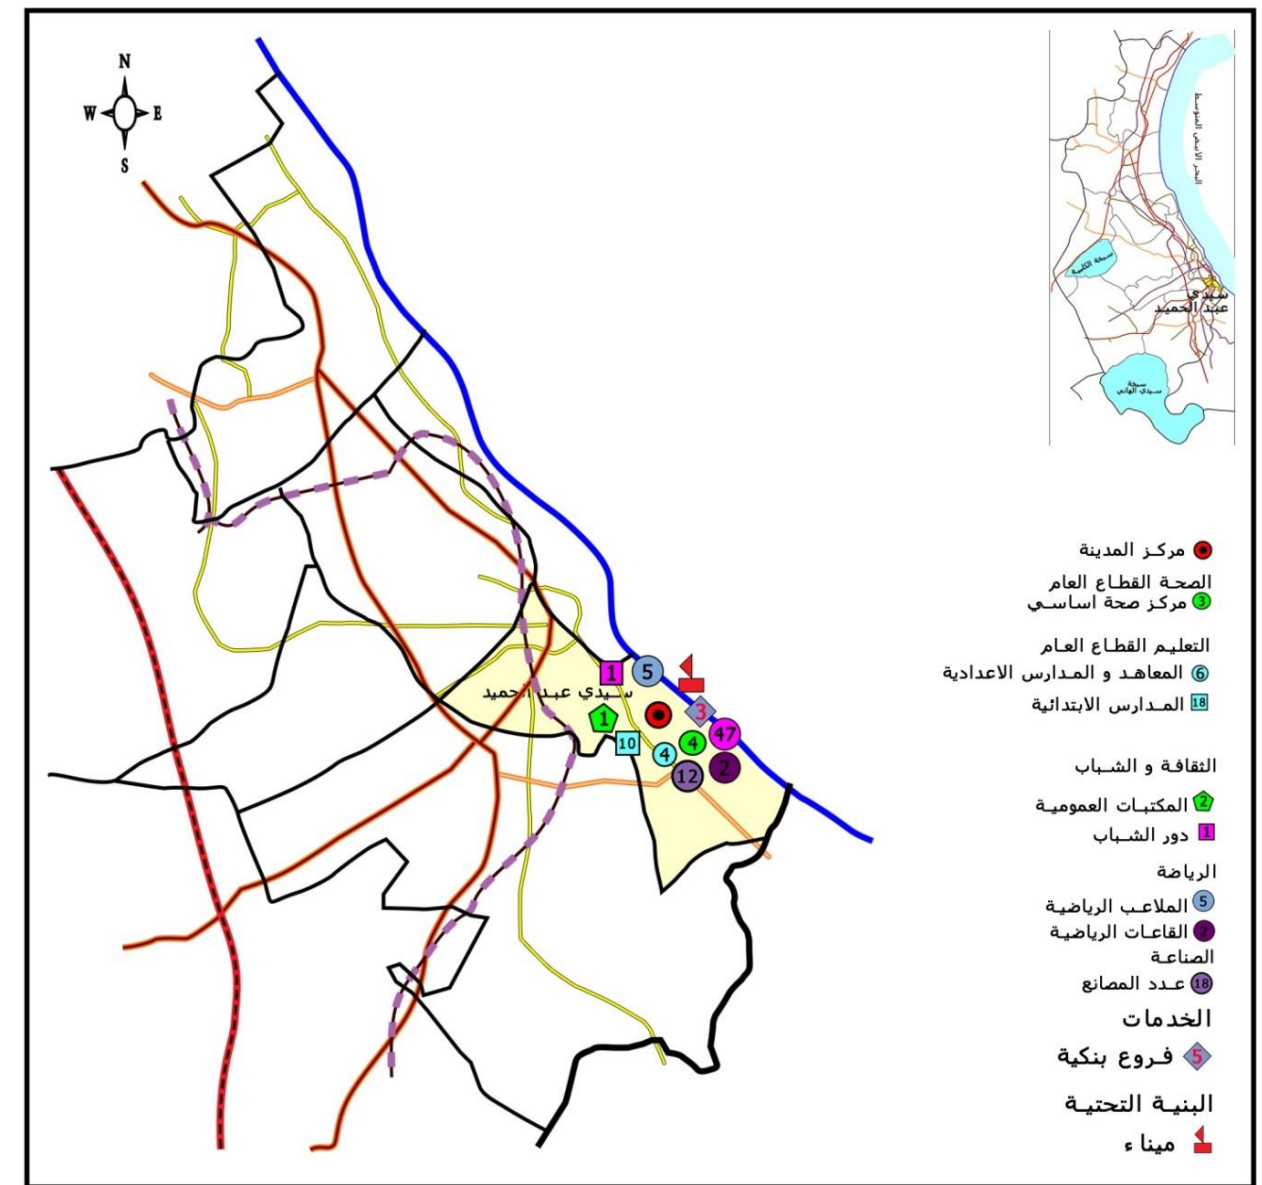 N
W E
S
البحر الابيض المتوسط
سبخة الكلبية
سيدي
عبد الحميد
سبخة
سيدي الهاني
1
5
سيدي عبد الحميد
1
3
10
4
4
47
12
2
مركز المدينة
الصحة القطاع العام
3 مركز صحة اساسي
التعليم القطاع العام
6 المعاهد و المدارس الاعدادية
18 المدارس الابتدائية
الثقافة و الشباب
2 المكتبات العمومية
1 دور الشباب
الرياضة
5 الملاعب الرياضية
2 القاعات الرياضية
الصناعة
18 عدد المصانع
الخدمات
5 فروع بنكية
البنية التحتية
ميناء